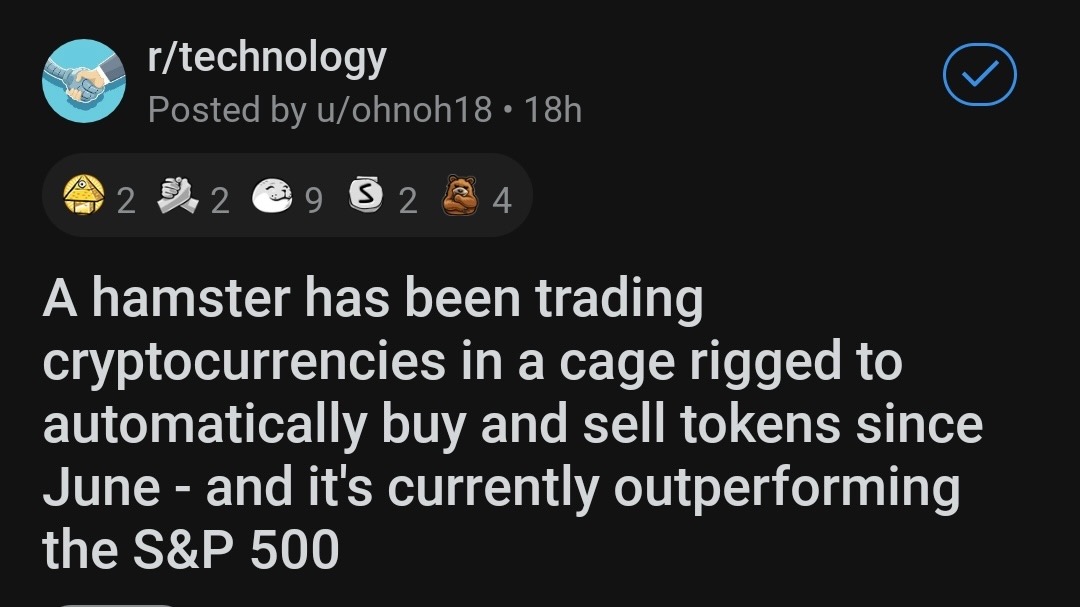 r/technology
Posted by u/ohnoh18 • 18h
2 2 9 S 2 4
A hamster has been trading
cryptocurrencies in a cage rigged to
automatically buy and sell tokens since
June - and it's currently outperforming
the S&P 500